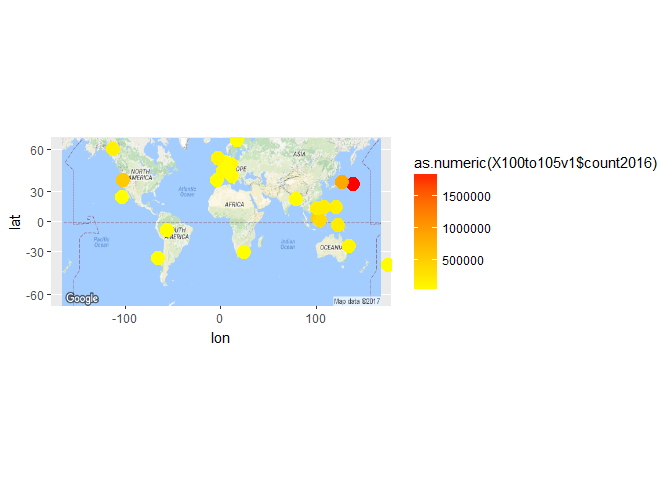 60
30
0
-30
-60
lat
-100
0
100
lon
NORTH
AMERICA
Atlantic
Ocean
AFRICA
ASIA
Pacific
Ocean
Indian
Ocean
Google
Map data ©2017
as.numeric(X100to105v1$count2016)
1500000
1000000
500000